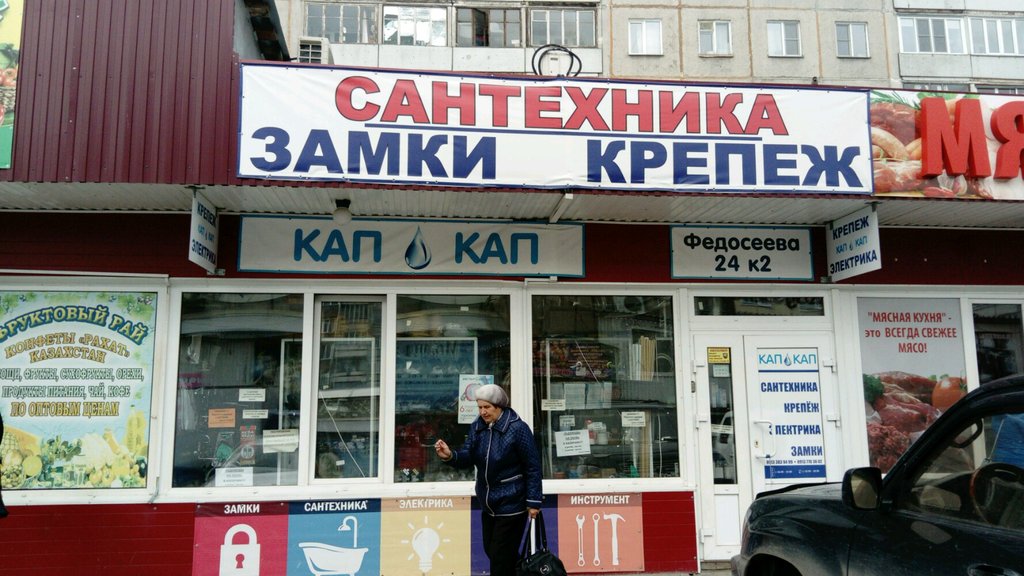 САНТЕХНИКА
ЗАМКИ КРЕПЕЖ
МЯ
КРЕПЕЖ
КАП КАП
ЭЛЕКТРИКА
КАП КАП
Федосеева
24 к2
КРЕПЕЖ
КАП КАП
ЭЛЕКТРИКА
ФРУКТОВЫЙ РАЙ
КОНФЕТЫ «РАХАТ»
КАЗАХСТАН
ОВОЩИ, ФРУКТЫ, СУХОФРУКТЫ, ОРЕХИ,
ПРОДУКТЫ ПИТАНИЯ, ЧАЙ, КОФЕ
ПО ОПТОВЫМ ЦЕНАМ
"МЯСНАЯ КУХНЯ" -
это ВСЕГДА СВЕЖЕЕ
МЯСО!
КАП КАП
САНТЕХНИКА
КРЕПЁЖ
ЭЛЕКТРИКА
ЗАМКИ
ЗАМКИ
САНТЕХНИКА
ЭЛЕКТРИКА
ИНСТРУМЕНТ